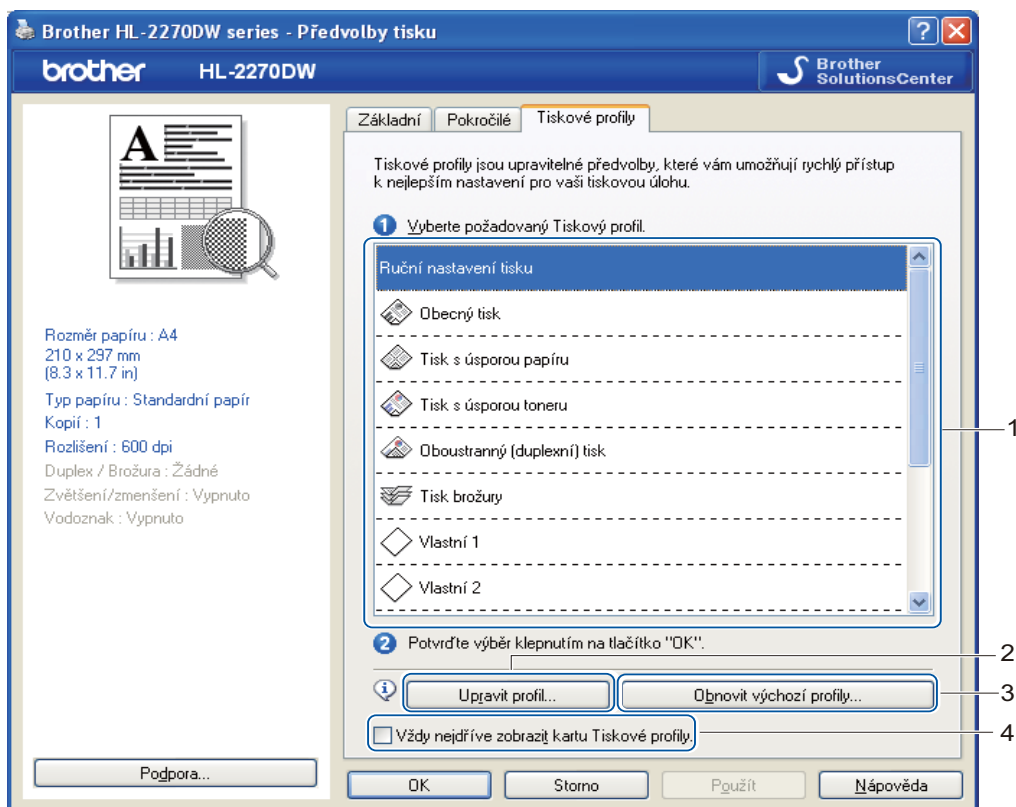 Brother HL-2270DW series - Předvolby tisku
brother HL-2270DW
Brother
SolutionsCenter
A
Rozměr papíru : A4
210 x 297 mm
(8.3 x 11.7 in)
Typ papíru : Standardní papír
Kopií : 1
Rozlišení : 600 dpi
Duplex / Brožura : Žádné
Zvětšení/zmenšení : Vypnuto
Vodoznak : Vypnuto
Podpora...
Základní Pokročilé Tiskové profily
Tiskové profily jsou upravitelné předvolby, které vám umožňují rychlý přístup
k nejlepším nastavení pro vaši tiskovou úlohu.
1 Vyberte požadovaný Tiskový profil.
Ruční nastavení tisku
Obecný tisk
Tisk s úsporou papíru
Tisk s úsporou toneru
Oboustranný (duplexní) tisk
Tisk brožury
Vlastní 1
Vlastní 2
1
2 Potvrďte výběr klepnutím na tlačítko "OK".
2
Upravit profil... Obnovit výchozí profily...
3
Vždy nejdříve zobrazit kartu Tiskové profily.
4
OK Storno Použít Nápověda